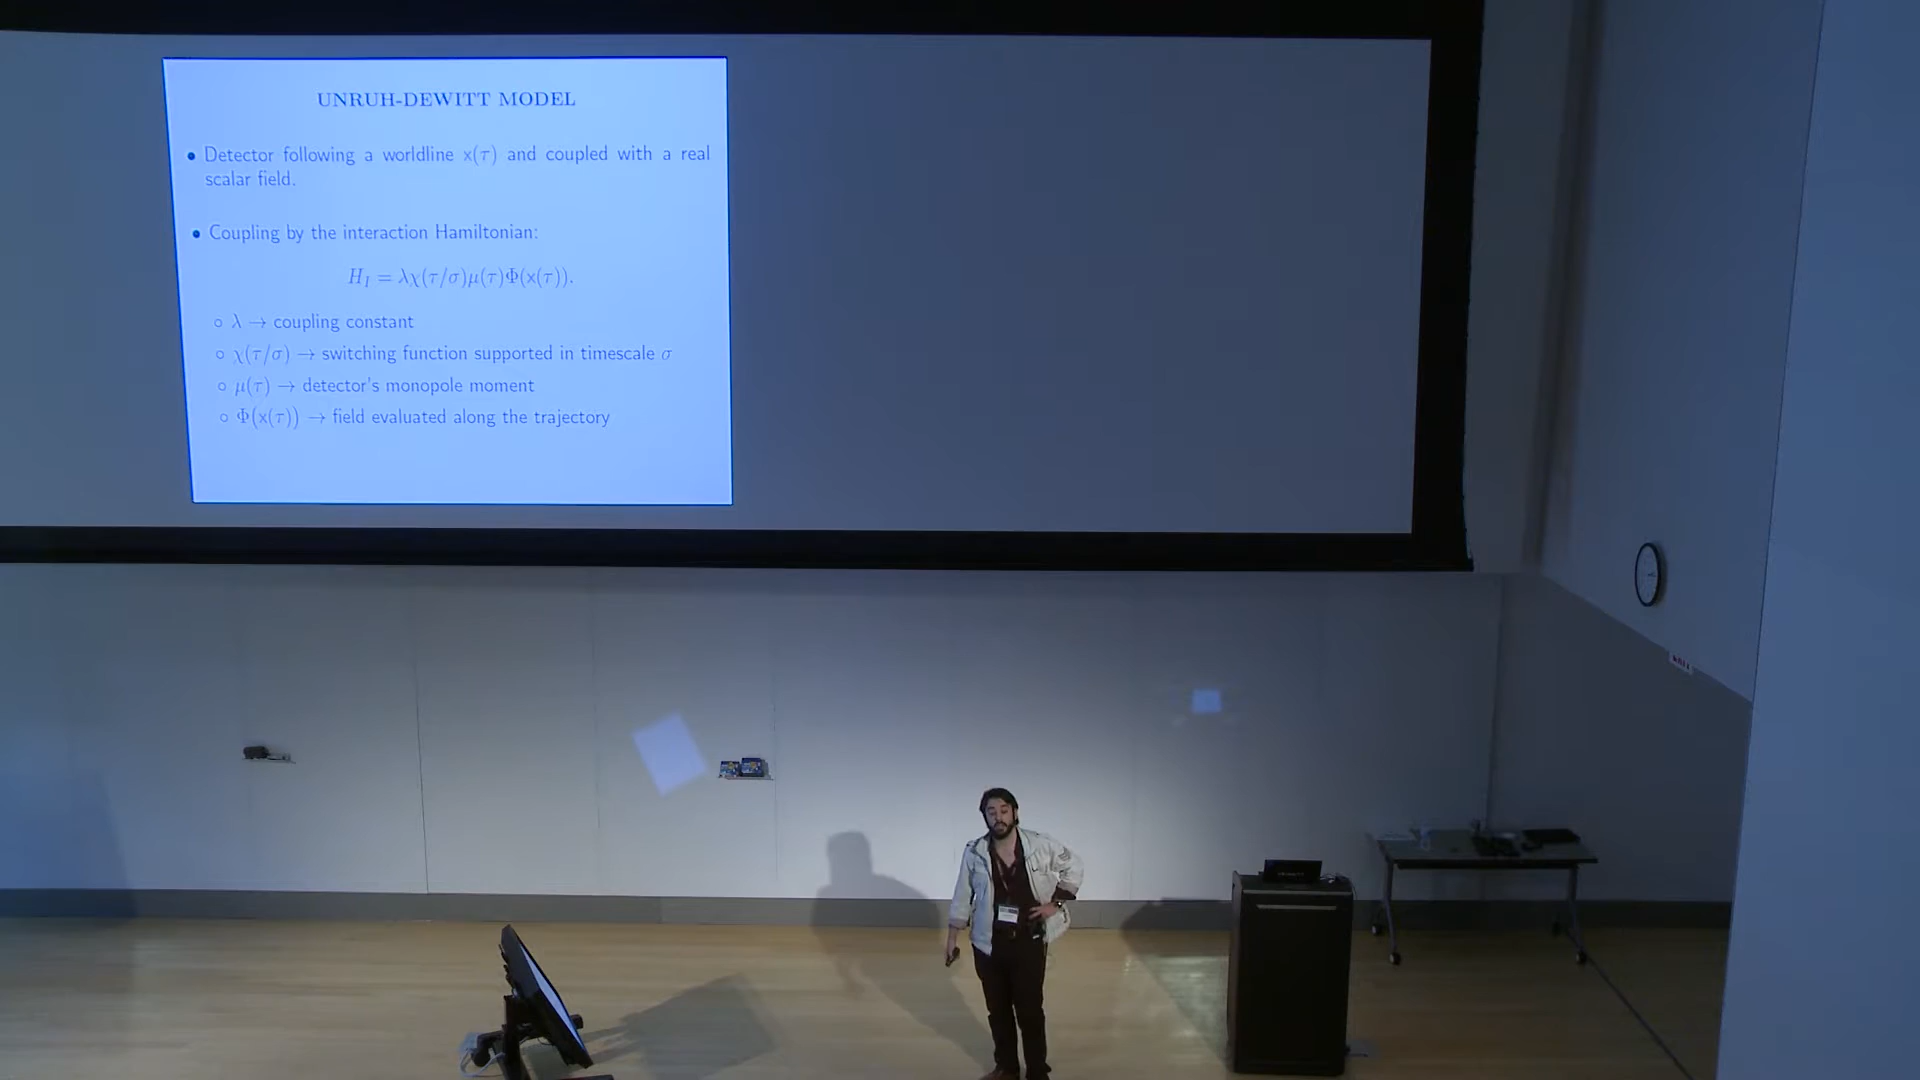 UNRUH-DEWITT MODEL
• Detector following a worldline x(τ) and coupled with a real
scalar field.
• Coupling by the interaction Hamiltonian:
H_I = λχ(τ/σ)μ(τ)Φ(x(τ)).
○ λ → coupling constant
○ χ(τ/σ) → switching function supported in timescale σ
○ μ(τ) → detector's monopole moment
○ Φ(x(τ)) → field evaluated along the trajectory